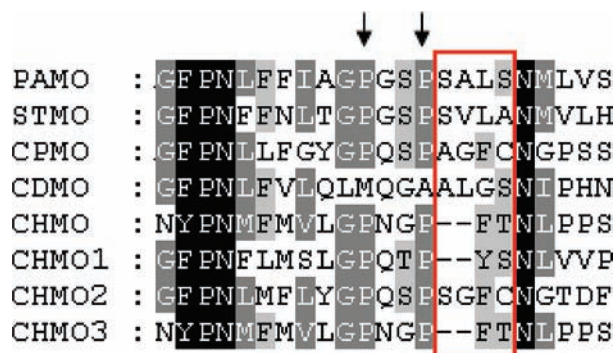 PAMO : GFPNLFFIAGPGSPSALSNMLVS
STMO : GFPNFFNLTGPGSPSVLANMVLH
CPMO : GFPNLLFGYGPQSPAGFCNGPSS
CDMO : GFPNLFVLQLMQGAALGSNIPHN
CHMO : NYPNMFMVLGPNGP--FTNLPPS
CHMO1 : GFPNFLMSLGPQTP--YSNLVVP
CHMO2 : GFPNLMFLYGPQSPSGFCNGTDF
CHMO3 : NYPNMFMVLGPNGP--FTNLPPS